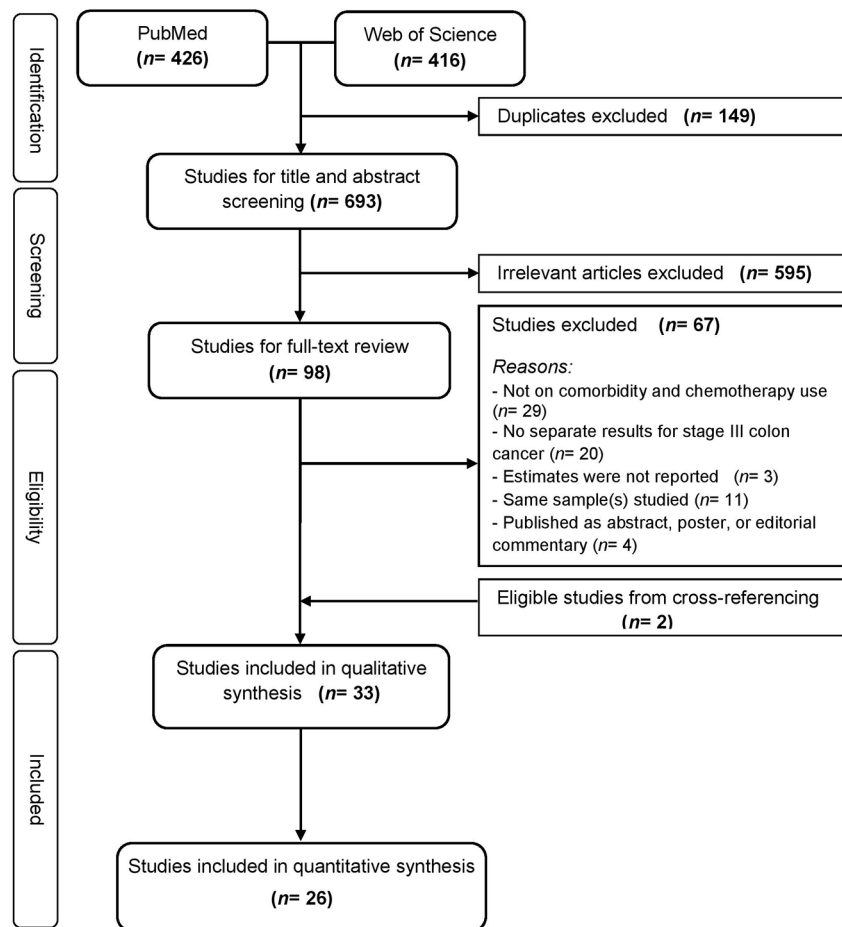 Identification
PubMed
(n= 426)
Web of Science
(n= 416)
Duplicates excluded (n= 149)
Studies for title and abstract
screening (n= 693)
Screening
Irrelevant articles excluded (n= 595)
Studies for full-text review
(n= 98)
Studies excluded (n= 67)
Reasons:
- Not on comorbidity and chemotherapy use
(n= 29)
- No separate results for stage III colon
cancer (n= 20)
- Estimates were not reported (n= 3)
- Same sample(s) studied (n= 11)
- Published as abstract, poster, or editorial
commentary (n= 4)
Eligibility
Eligible studies from cross-referencing
(n= 2)
Studies included in qualitative
synthesis (n= 33)
Included
Studies included in quantitative synthesis
(n= 26)